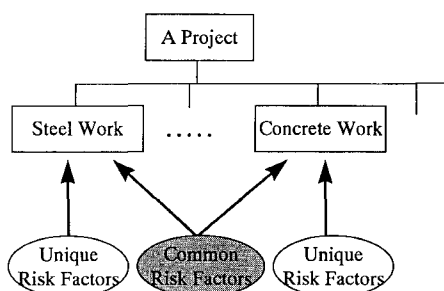 A Project
Steel Work
.....
Concrete Work
Unique
Risk Factors
Common
Risk Factors
Unique
Risk Factors